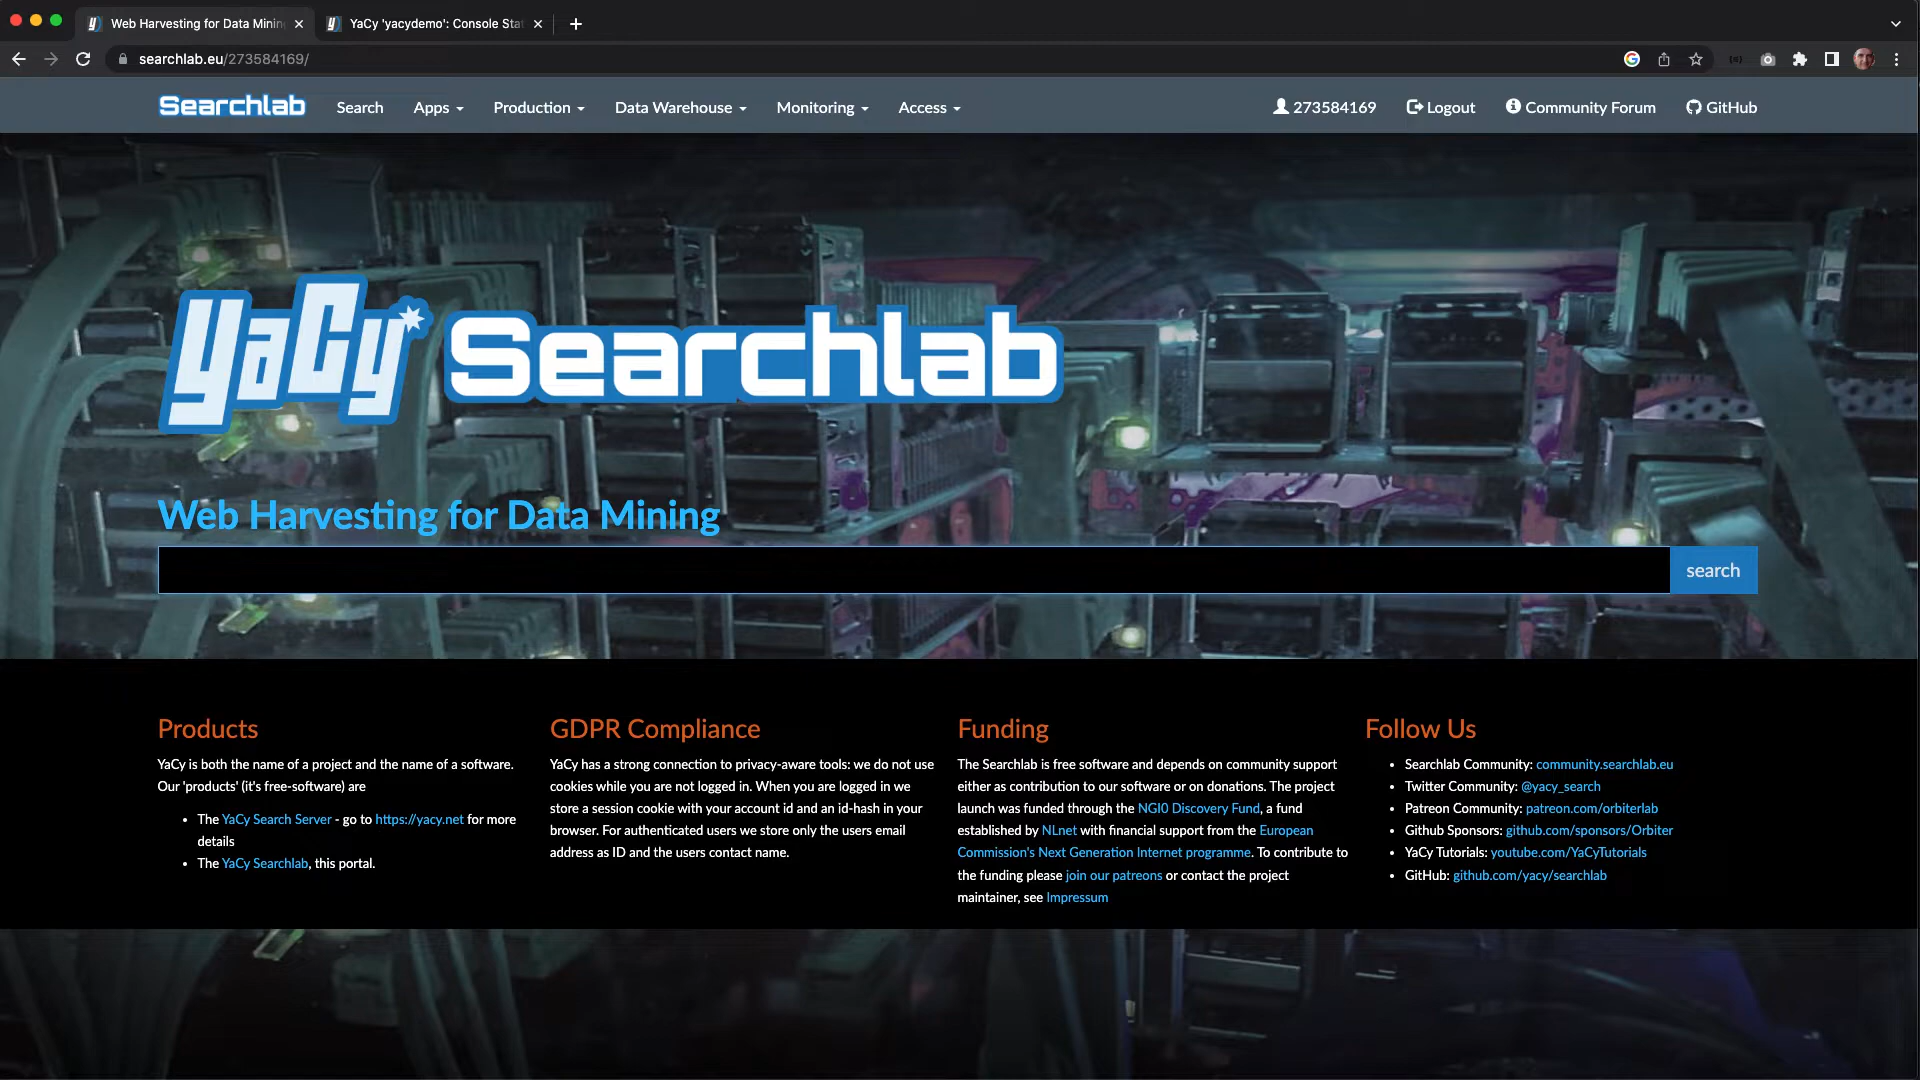 Web Harvesting for Data Minin
YaCy 'yacydemo': Console Sta
searchlab.eu/273584169/
Searchlab Search Apps Production Data Warehouse Monitoring Access 273584169 Logout Community Forum GitHub
YaCy Searchlab
Web Harvesting for Data Mining
search
Products
YaCy is both the name of a project and the name of a software.
Our 'products' (it's free-software) are
• The YaCy Search Server - go to https://yacy.net for more
details
• The YaCy Searchlab, this portal.
GDPR Compliance
YaCy has a strong connection to privacy-aware tools: we do not use
cookies while you are not logged in. When you are logged in we
store a session cookie with your account id and an id-hash in your
browser. For authenticated users we store only the users email
address as ID and the users contact name.
Funding
The Searchlab is free software and depends on community support
either as contribution to our software or on donations. The project
launch was funded through the NGI0 Discovery Fund, a fund
established by NLnet with financial support from the European
Commission's Next Generation Internet programme. To contribute to
the funding please join our patreons or contact the project
maintainer, see Impressum
Follow Us
• Searchlab Community: community.searchlab.eu
• Twitter Community: @yacy_search
• Patreon Community: patreon.com/orbiterlab
• Github Sponsors: github.com/sponsors/Orbiter
• YaCy Tutorials: youtube.com/YaCyTutorials
• GitHub: github.com/yacy/searchlab